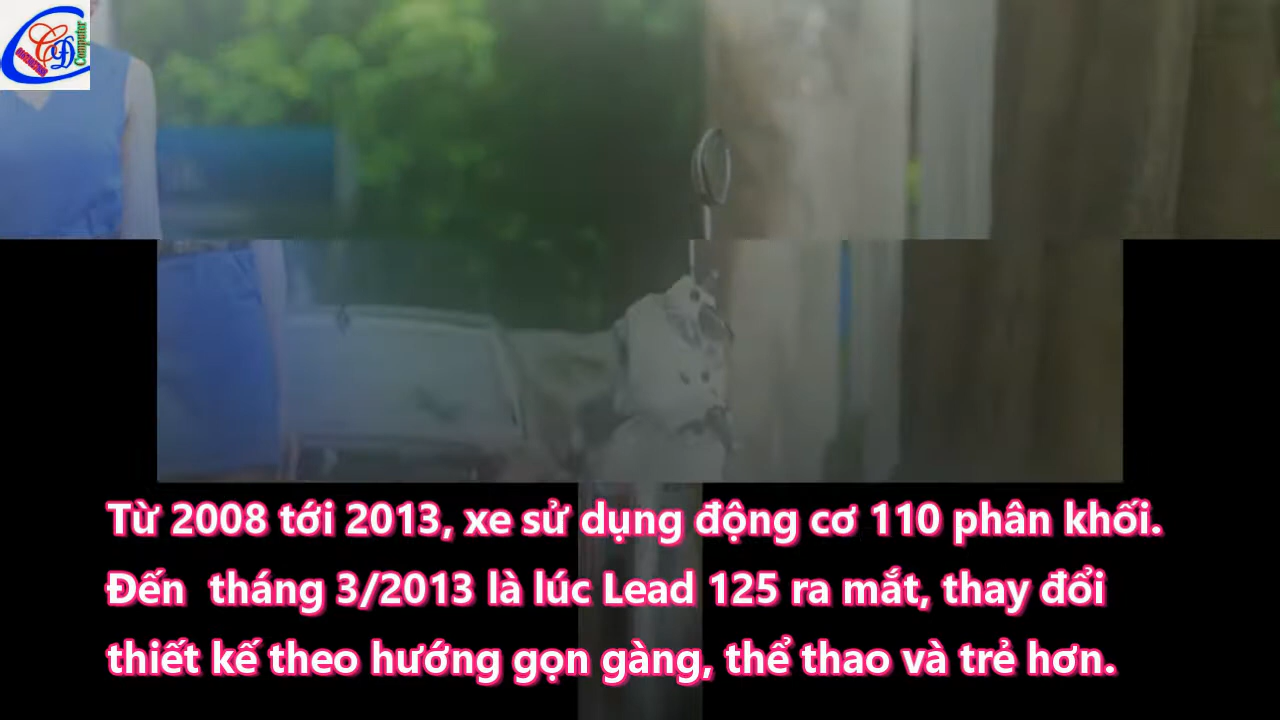 Computer
Từ 2008 tới 2013, xe sử dụng động cơ 110 phân khối.
Đến  tháng 3/2013 là lúc Lead 125 ra mắt, thay đổi
thiết kế theo hướng gọn gàng, thể thao và trẻ hơn.